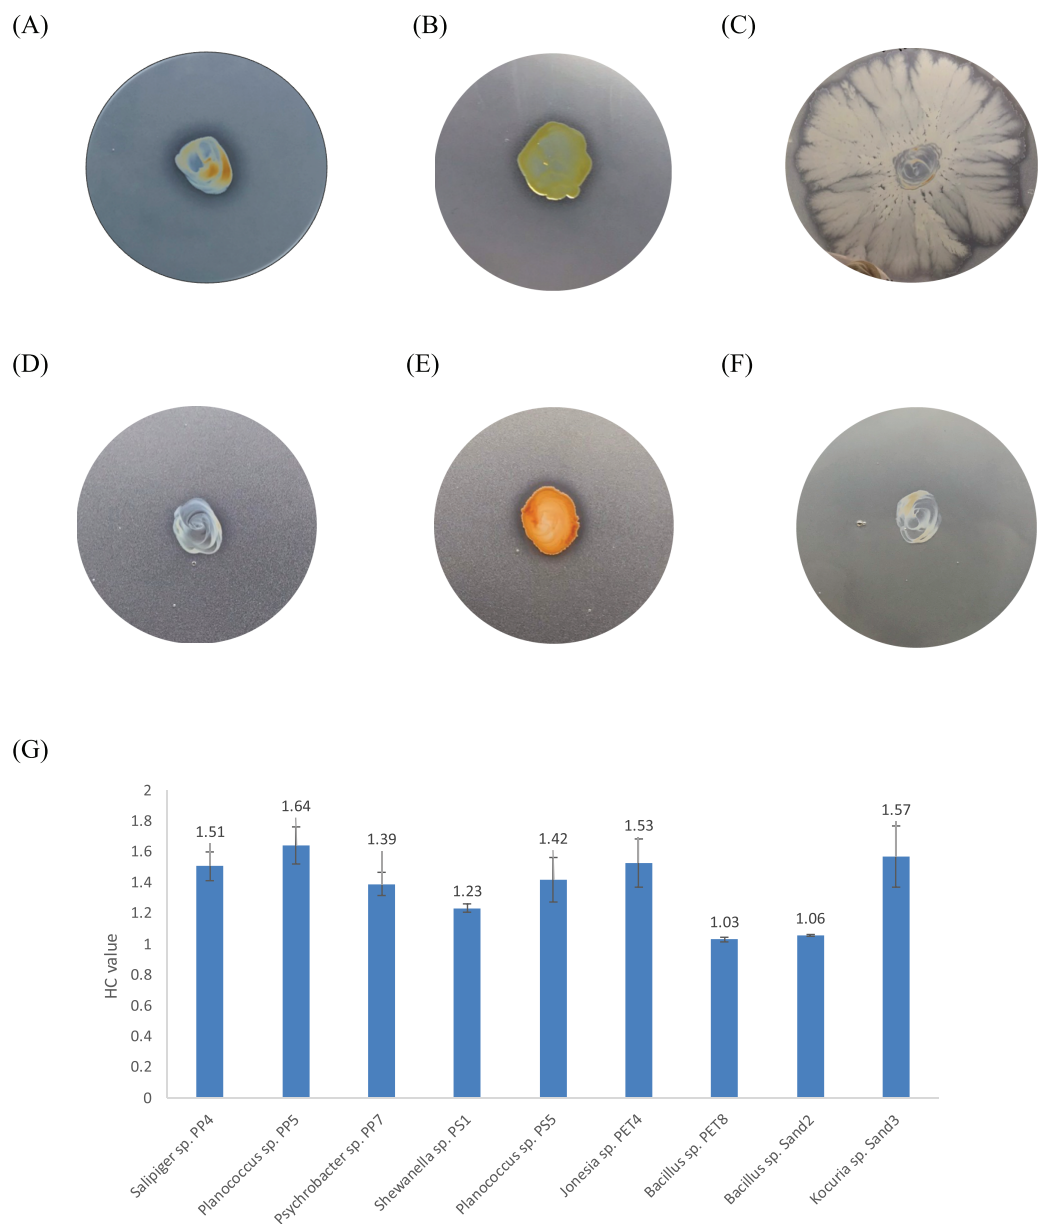 (A)
(B)
(C)
(D)
(E)
(F)
(G)
HC value
2
1.8
1.6
1.4
1.2
1
0.8
0.6
0.4
0.2
0
1.51
1.64
1.39
1.23
1.42
1.53
1.03
1.06
1.57
Salipiger sp. PP4
Planococcus sp. PP5
Psychrobacter sp. PP7
Shewanella sp. PS1
Planococcus sp. PS5
Jonesia sp. PET4
Bacillus sp. PET8
Bacillus sp. Sand2
Kocuria sp. Sand3